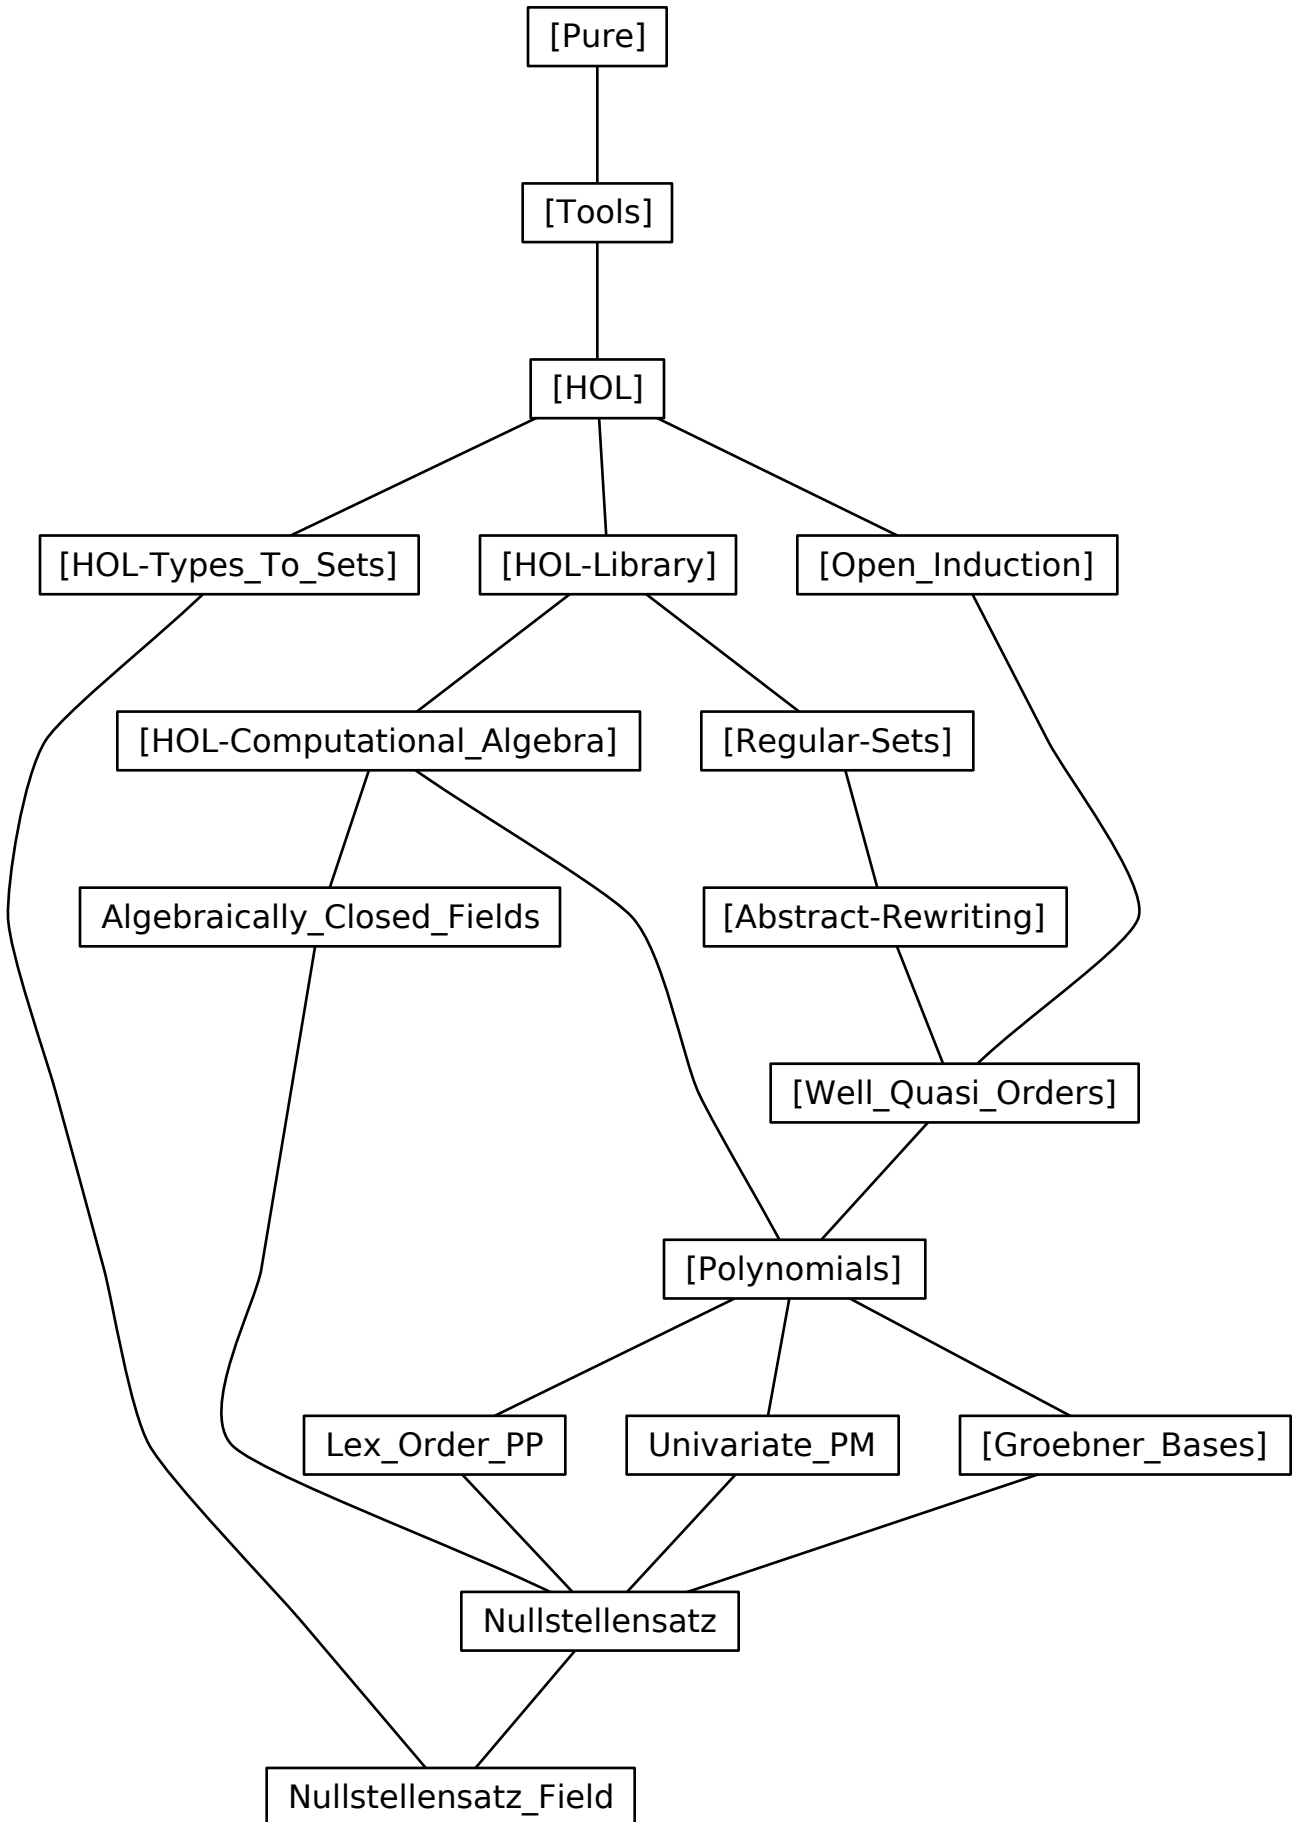 [Pure]
[Tools]
[HOL]
[HOL-Types_To_Sets]
[HOL-Library]
[Open_Induction]
[HOL-Computational_Algebra]
[Regular-Sets]
Algebraically_Closed_Fields
[Abstract-Rewriting]
[Well_Quasi_Orders]
[Polynomials]
Lex_Order_PP
Univariate_PM
[Groebner_Bases]
Nullstellensatz
Nullstellensatz_Field